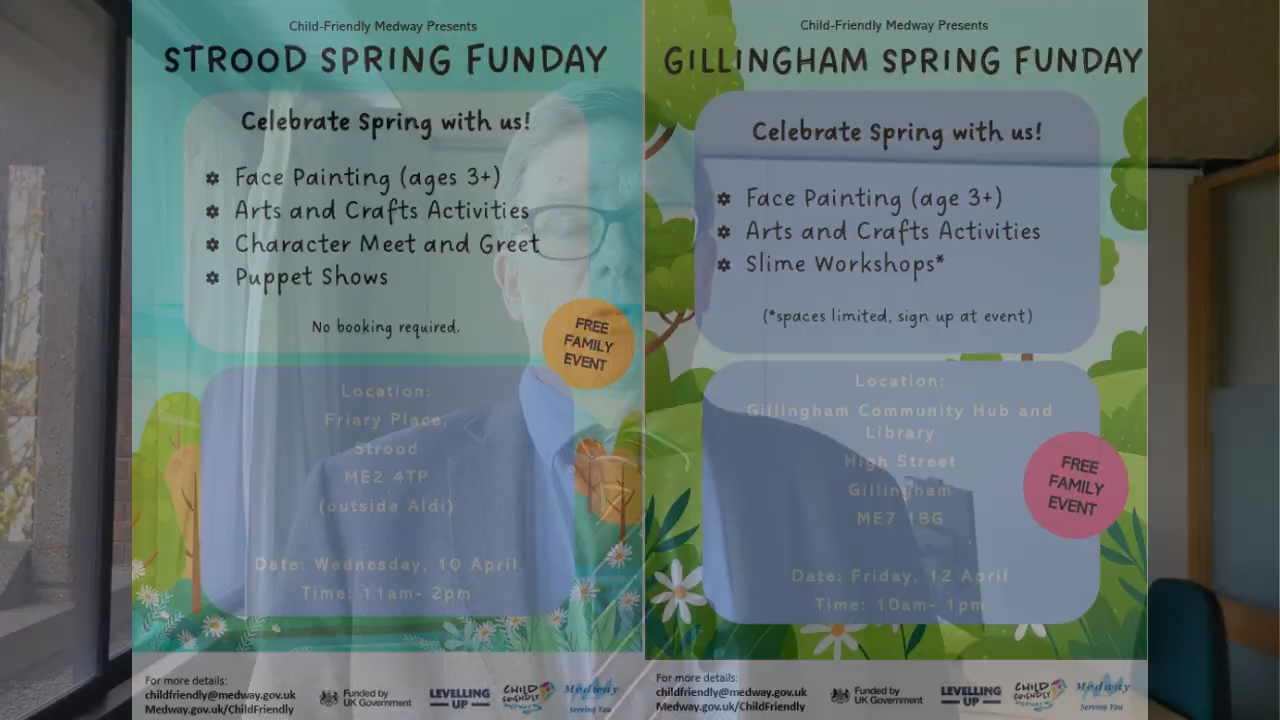 Child-Friendly Medway Presents
STROOD SPRING FUNDAY
Celebrate Spring with us!
Face Painting (ages 3+)
Arts and Crafts Activities
Character Meet and Greet
Puppet Shows
No booking required.
FREE
FAMILY
EVENT
Location:
Friary Place,
Strood
ME2 4TP
(outside Aldi)
Date: Wednesday, 10 April
Time: 11am- 2pm
For more details:
childfriendly@medway.gov.uk
Medway.gov.uk/ChildFriendly
Funded by
UK Government
LEVELLING
UP
CHILD
FRIENDLY
MEDWAY
Medway
Serving You
Child-Friendly Medway Presents
GILLINGHAM SPRING FUNDAY
Celebrate Spring with us!
Face Painting (age 3+)
Arts and Crafts Activities
Slime Workshops*
(*spaces limited, sign up at event)
Location:
Gillingham Community Hub and
Library
High Street
Gillingham
ME7 1BG
FREE
FAMILY
EVENT
Date: Friday, 12 April
Time: 10am- 1pm
For more details:
childfriendly@medway.gov.uk
Medway.gov.uk/ChildFriendly
Funded by
UK Government
LEVELLING
UP
CHILD
FRIENDLY
MEDWAY
Medway
Serving You